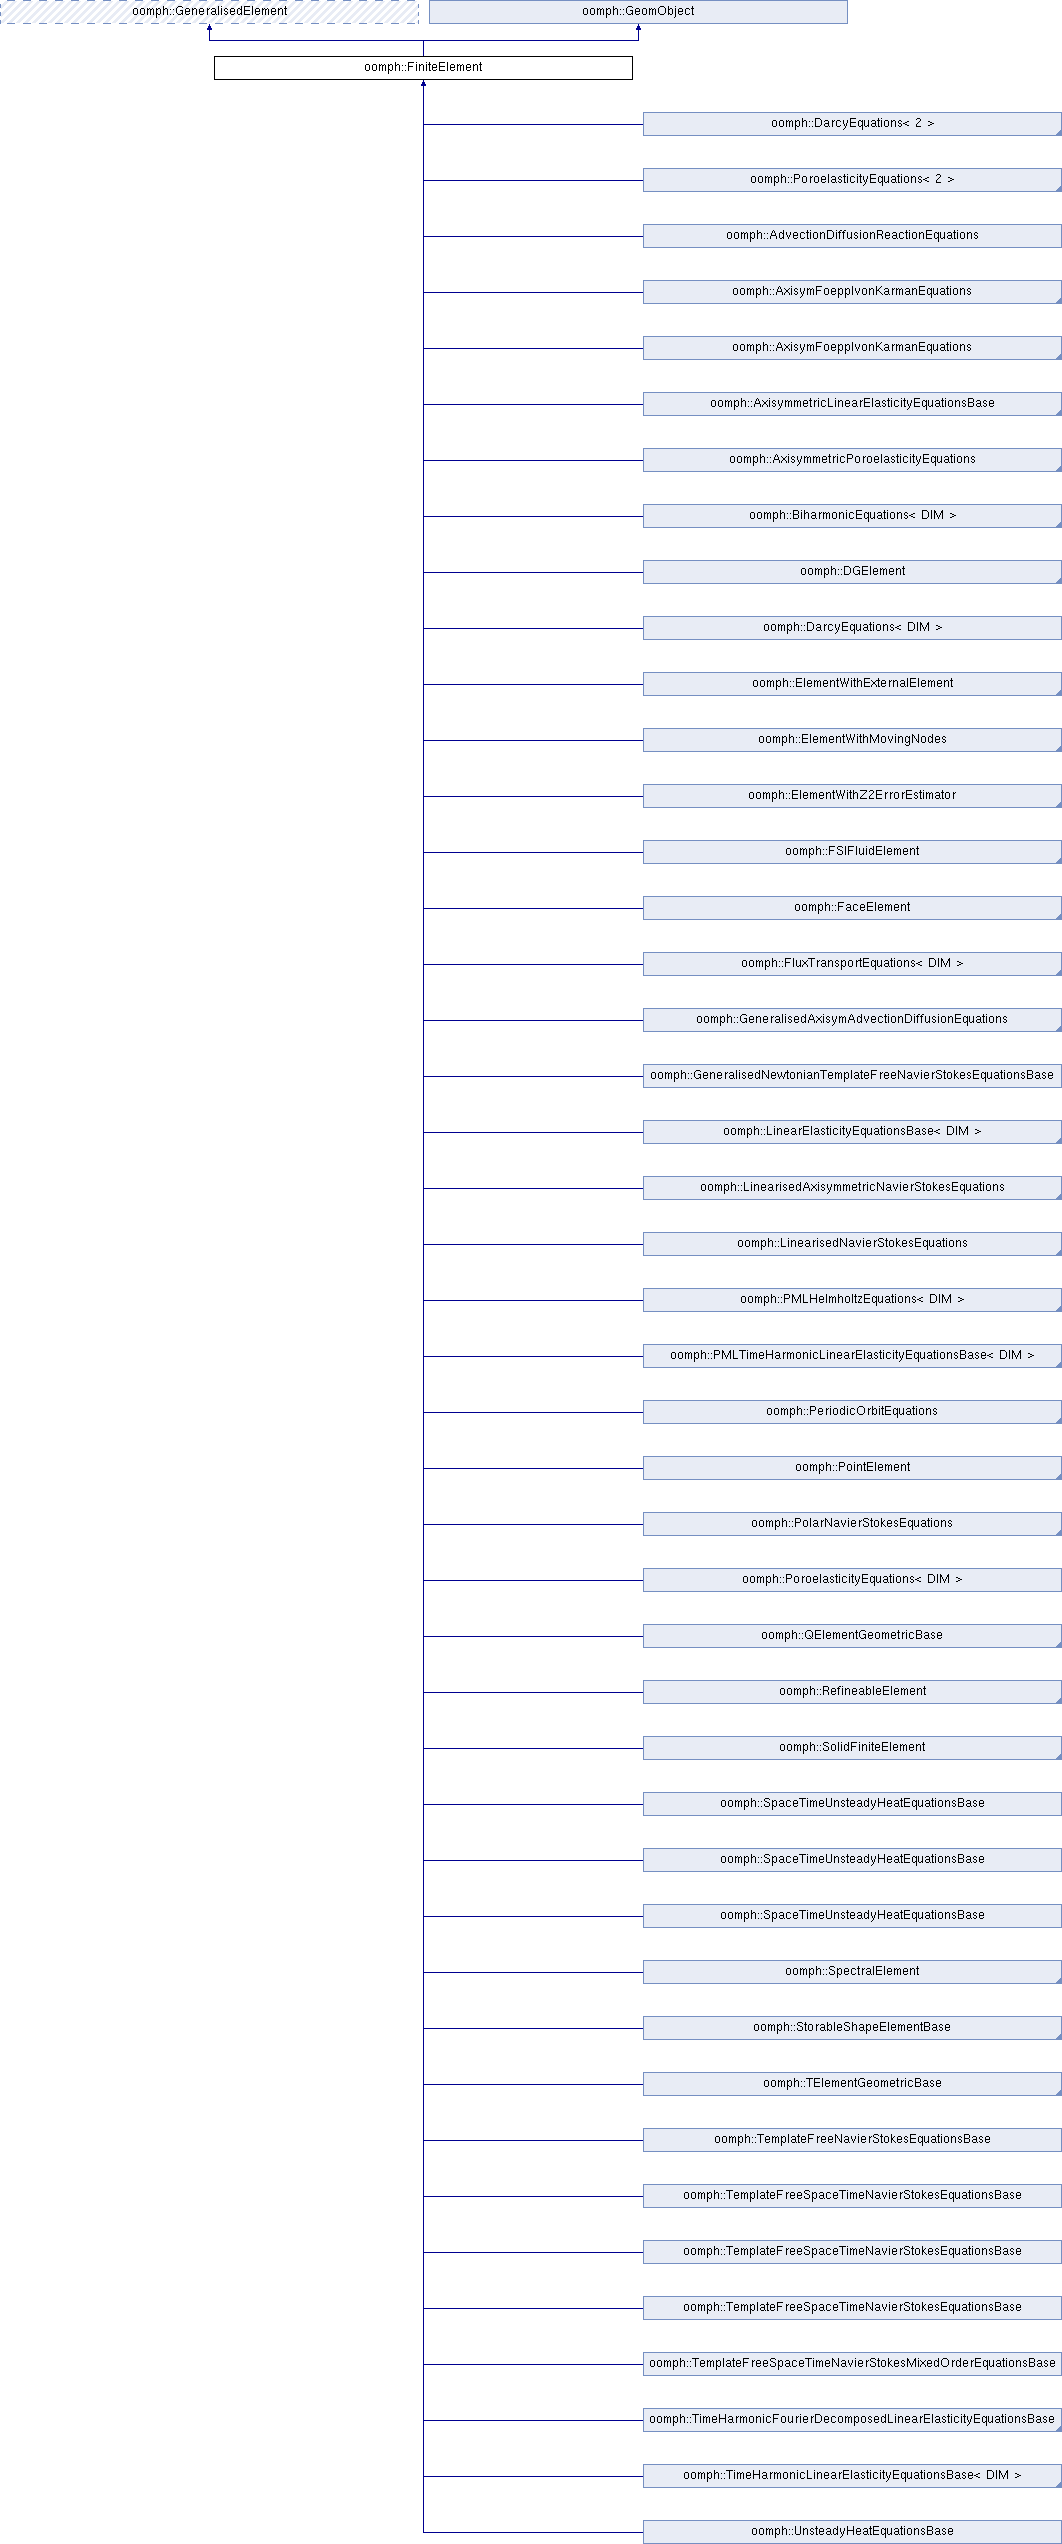 oomph::GeneralisedElement
oomph::GeomObject
oomph::FiniteElement
oomph::DarcyEquations< 2 >
oomph::PoroelasticityEquations< 2 >
oomph::AdvectionDiffusionReactionEquations
oomph::AxisymFoepplvonKarmanEquations
oomph::AxisymFoepplvonKarmanEquations
oomph::AxisymmetricLinearElasticityEquationsBase
oomph::AxisymmetricPoroelasticityEquations
oomph::BiharmonicEquations< DIM >
oomph::DGElement
oomph::DarcyEquations< DIM >
oomph::ElementWithExternalElement
oomph::ElementWithMovingNodes
oomph::ElementWithZ2ErrorEstimator
oomph::FSIFluidElement
oomph::FaceElement
oomph::FluxTransportEquations< DIM >
oomph::GeneralisedAxisymAdvectionDiffusionEquations
oomph::GeneralisedNewtonianTemplateFreeNavierStokesEquationsBase
oomph::LinearElasticityEquationsBase< DIM >
oomph::LinearisedAxisymmetricNavierStokesEquations
oomph::LinearisedNavierStokesEquations
oomph::PMLHelmholtzEquations< DIM >
oomph::PMLTimeHarmonicLinearElasticityEquationsBase< DIM >
oomph::PeriodicOrbitEquations
oomph::PointElement
oomph::PolarNavierStokesEquations
oomph::PoroelasticityEquations< DIM >
oomph::QElementGeometricBase
oomph::RefineableElement
oomph::SolidFiniteElement
oomph::SpaceTimeUnsteadyHeatEquationsBase
oomph::SpaceTimeUnsteadyHeatEquationsBase
oomph::SpaceTimeUnsteadyHeatEquationsBase
oomph::SpectralElement
oomph::StorableShapeElementBase
oomph::TElementGeometricBase
oomph::TemplateFreeNavierStokesEquationsBase
oomph::TemplateFreeSpaceTimeNavierStokesEquationsBase
oomph::TemplateFreeSpaceTimeNavierStokesEquationsBase
oomph::TemplateFreeSpaceTimeNavierStokesEquationsBase
oomph::TemplateFreeSpaceTimeNavierStokesMixedOrderEquationsBase
oomph::TimeHarmonicFourierDecomposedLinearElasticityEquationsBase
oomph::TimeHarmonicLinearElasticityEquationsBase< DIM >
oomph::UnsteadyHeatEquationsBase